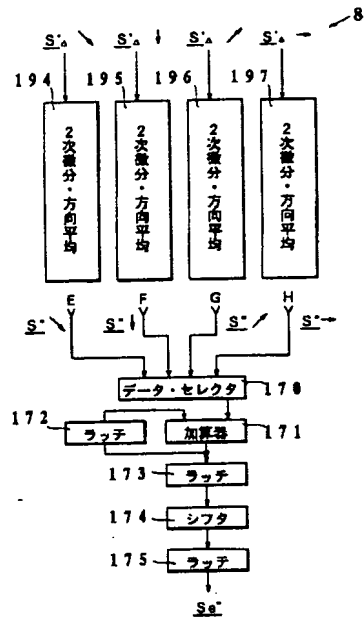 8
S'△ ↘ S'△ ↓ S'△ ↗ S'△ →
194 195 196 197
2次微分・方向平均
2次微分・方向平均
2次微分・方向平均
2次微分・方向平均
E F G H
S" ↘ S" ↓ S" ↗ S" →
データ・セレクタ 170
172 ラッチ 加算器 171
173 ラッチ
174 シフタ
175 ラッチ
Se"